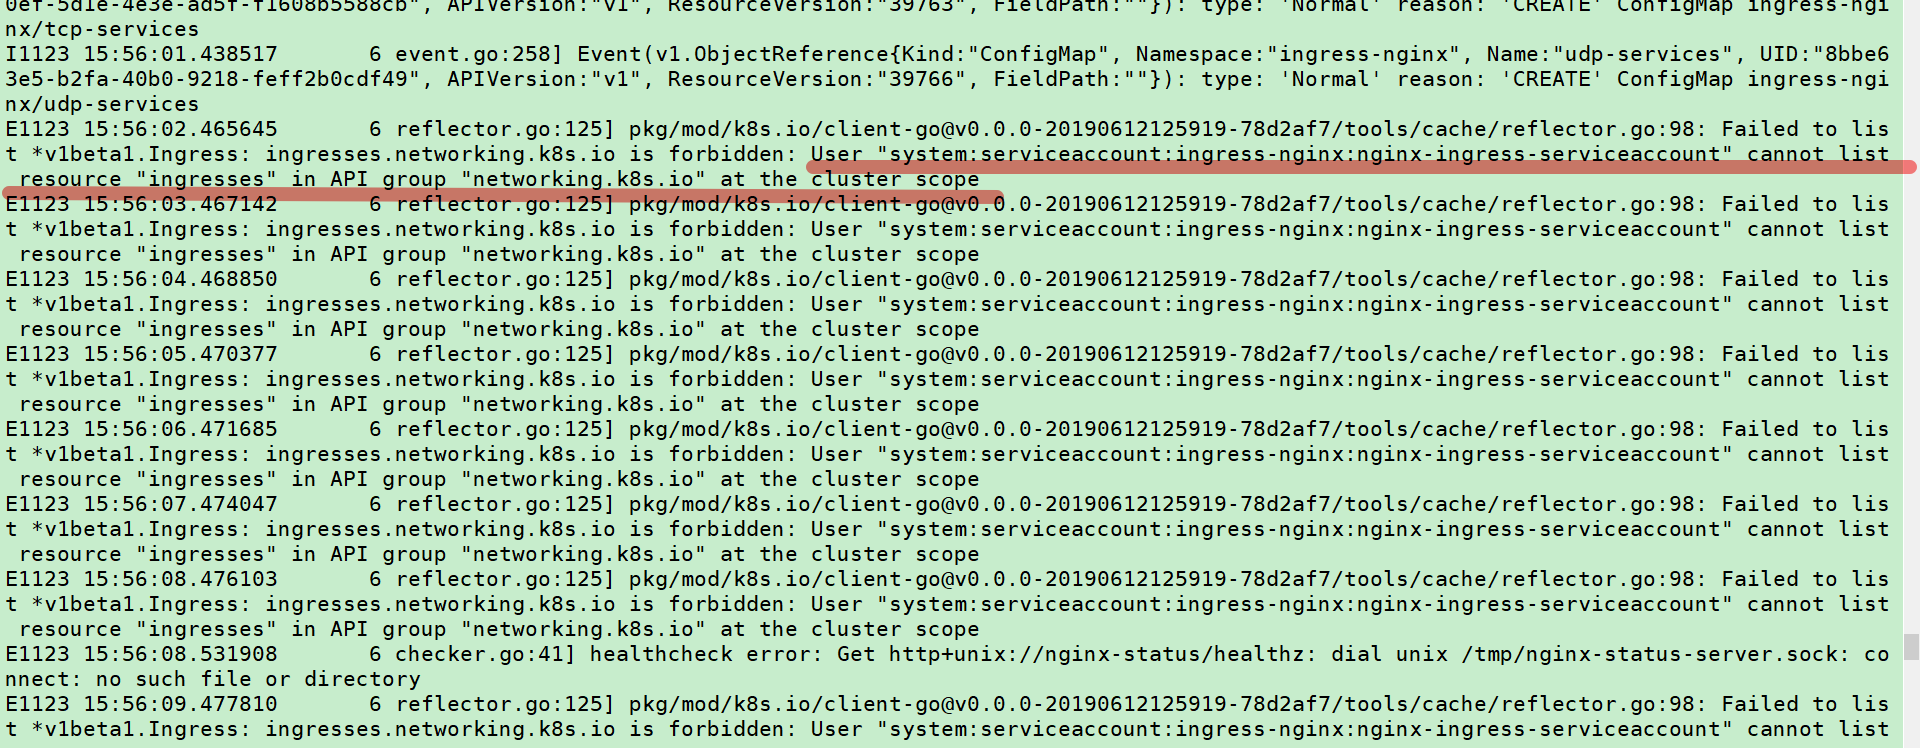 0ef-5d1e-4e3e-ad5f-f1608b5588cb", APIVersion:"v1", ResourceVersion:"39763", FieldPath:""}): type: 'Normal' reason: 'CREATE' ConfigMap ingress-ngi
nx/tcp-services
I1123 15:56:01.438517       6 event.go:258] Event(v1.ObjectReference{Kind:"ConfigMap", Namespace:"ingress-nginx", Name:"udp-services", UID:"8bbe6
3e5-b2fa-40b0-9218-feff2b0cdf49", APIVersion:"v1", ResourceVersion:"39766", FieldPath:""}): type: 'Normal' reason: 'CREATE' ConfigMap ingress-ngi
nx/udp-services
E1123 15:56:02.465645       6 reflector.go:125] pkg/mod/k8s.io/client-go@v0.0.0-20190612125919-78d2af7/tools/cache/reflector.go:98: Failed to lis
t *v1beta1.Ingress: ingresses.networking.k8s.io is forbidden: User "system:serviceaccount:ingress-nginx:nginx-ingress-serviceaccount" cannot list
 resource "ingresses" in API group "networking.k8s.io" at the cluster scope
E1123 15:56:03.467142       6 reflector.go:125] pkg/mod/k8s.io/client-go@v0.0.0-20190612125919-78d2af7/tools/cache/reflector.go:98: Failed to lis
t *v1beta1.Ingress: ingresses.networking.k8s.io is forbidden: User "system:serviceaccount:ingress-nginx:nginx-ingress-serviceaccount" cannot list
 resource "ingresses" in API group "networking.k8s.io" at the cluster scope
E1123 15:56:04.468850       6 reflector.go:125] pkg/mod/k8s.io/client-go@v0.0.0-20190612125919-78d2af7/tools/cache/reflector.go:98: Failed to lis
t *v1beta1.Ingress: ingresses.networking.k8s.io is forbidden: User "system:serviceaccount:ingress-nginx:nginx-ingress-serviceaccount" cannot list
 resource "ingresses" in API group "networking.k8s.io" at the cluster scope
E1123 15:56:05.470377       6 reflector.go:125] pkg/mod/k8s.io/client-go@v0.0.0-20190612125919-78d2af7/tools/cache/reflector.go:98: Failed to lis
t *v1beta1.Ingress: ingresses.networking.k8s.io is forbidden: User "system:serviceaccount:ingress-nginx:nginx-ingress-serviceaccount" cannot list
 resource "ingresses" in API group "networking.k8s.io" at the cluster scope
E1123 15:56:06.471685       6 reflector.go:125] pkg/mod/k8s.io/client-go@v0.0.0-20190612125919-78d2af7/tools/cache/reflector.go:98: Failed to lis
t *v1beta1.Ingress: ingresses.networking.k8s.io is forbidden: User "system:serviceaccount:ingress-nginx:nginx-ingress-serviceaccount" cannot list
 resource "ingresses" in API group "networking.k8s.io" at the cluster scope
E1123 15:56:07.474047       6 reflector.go:125] pkg/mod/k8s.io/client-go@v0.0.0-20190612125919-78d2af7/tools/cache/reflector.go:98: Failed to lis
t *v1beta1.Ingress: ingresses.networking.k8s.io is forbidden: User "system:serviceaccount:ingress-nginx:nginx-ingress-serviceaccount" cannot list
 resource "ingresses" in API group "networking.k8s.io" at the cluster scope
E1123 15:56:08.476103       6 reflector.go:125] pkg/mod/k8s.io/client-go@v0.0.0-20190612125919-78d2af7/tools/cache/reflector.go:98: Failed to lis
t *v1beta1.Ingress: ingresses.networking.k8s.io is forbidden: User "system:serviceaccount:ingress-nginx:nginx-ingress-serviceaccount" cannot list
 resource "ingresses" in API group "networking.k8s.io" at the cluster scope
E1123 15:56:08.531908       6 checker.go:41] healthcheck error: Get http+unix://nginx-status/healthz: dial unix /tmp/nginx-status-server.sock: co
nnect: no such file or directory
E1123 15:56:09.477810       6 reflector.go:125] pkg/mod/k8s.io/client-go@v0.0.0-20190612125919-78d2af7/tools/cache/reflector.go:98: Failed to lis
t *v1beta1.Ingress: ingresses.networking.k8s.io is forbidden: User "system:serviceaccount:ingress-nginx:nginx-ingress-serviceaccount" cannot list